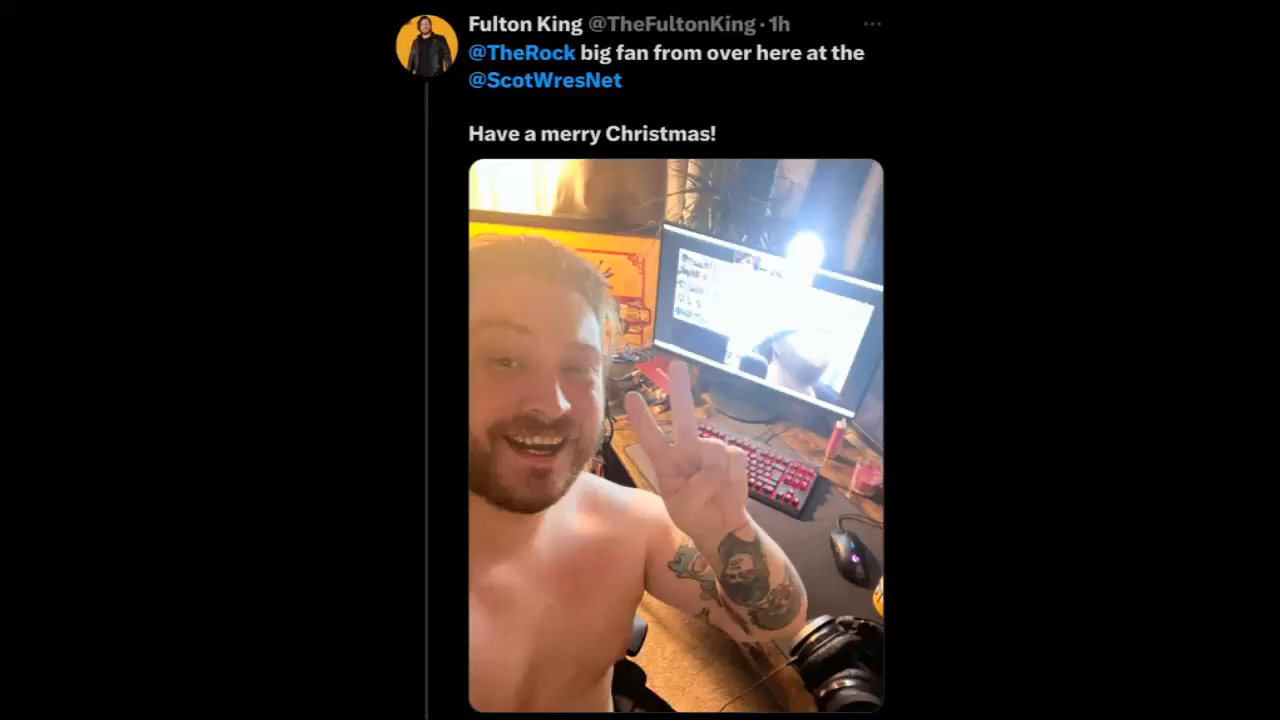 Fulton King @TheFultonKing · 1h
@TheRock big fan from over here at the
@ScotWresNet
Have a merry Christmas!